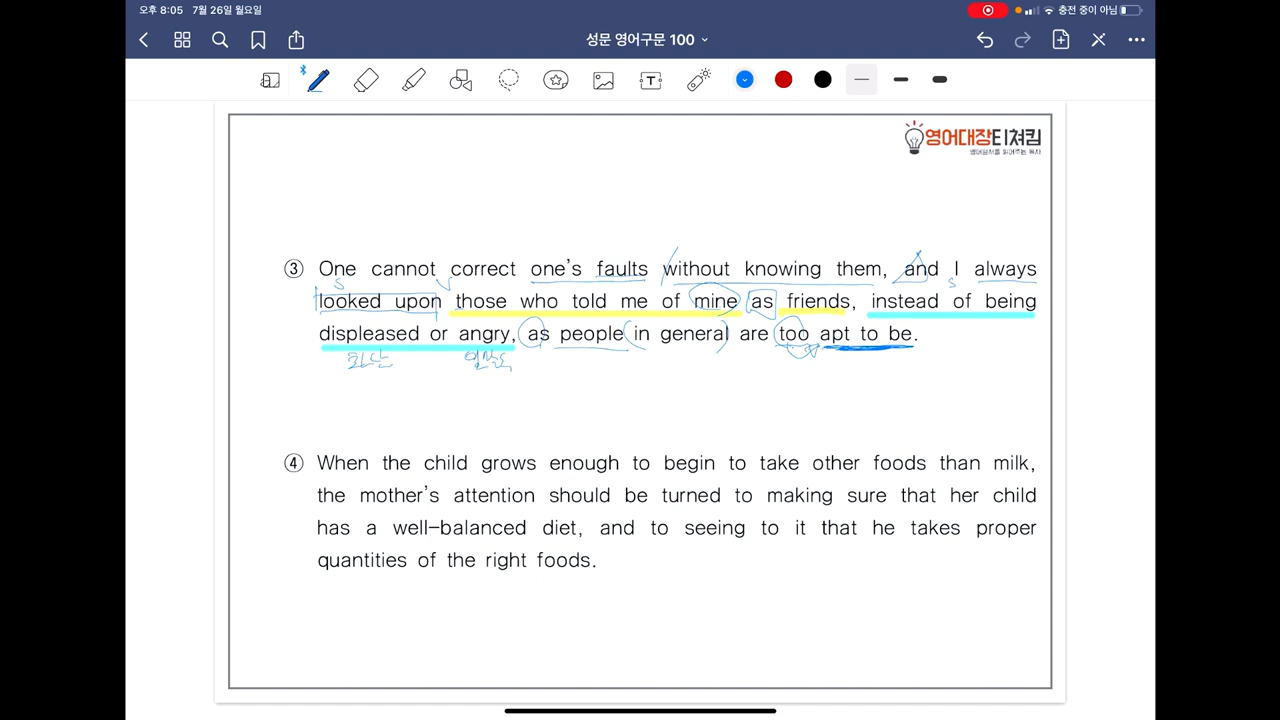 오후 8:05 7월 26일 월요일
충전 중이 아님
성문 영어구문 100
영어대장티쳐킴
③ One cannot correct one's faults without knowing them, and I always
looked upon those who told me of mine as friends, instead of being
displeased or angry, as people in general are too apt to be.
④ When the child grows enough to begin to take other foods than milk,
the mother's attention should be turned to making sure that her child
has a well-balanced diet, and to seeing to it that he takes proper
quantities of the right foods.